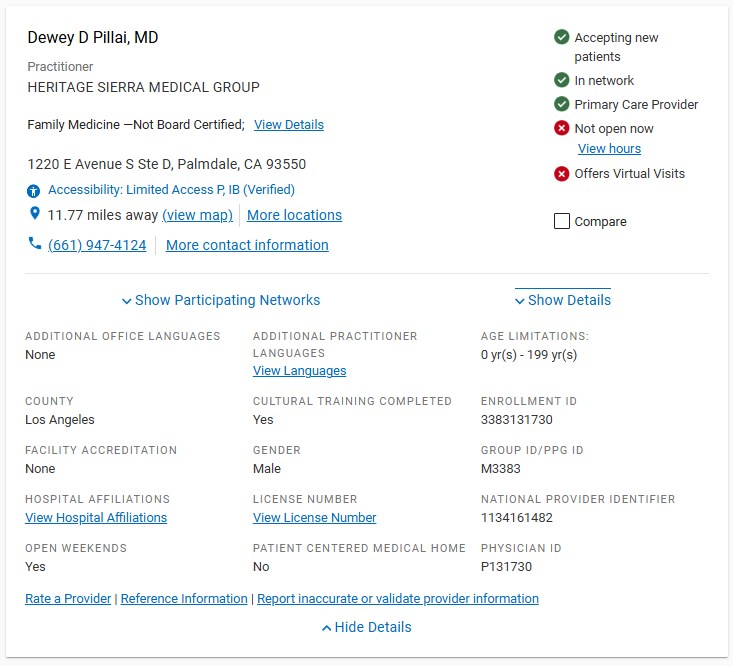 Dewey D Pillai, MD
Practitioner
HERITAGE SIERRA MEDICAL GROUP
Family Medicine —Not Board Certified; View Details
1220 E Avenue S Ste D, Palmdale, CA 93550
Accessibility: Limited Access P, IB (Verified)
11.77 miles away (view map) More locations
(661) 947-4124 More contact information
Accepting new
patients
In network
Primary Care Provider
Not open now
View hours
Offers Virtual Visits
Compare
Show Participating Networks
Show Details
ADDITIONAL OFFICE LANGUAGES
None
ADDITIONAL PRACTITIONER
LANGUAGES
View Languages
AGE LIMITATIONS:
0 yr(s) - 199 yr(s)
COUNTY
Los Angeles
CULTURAL TRAINING COMPLETED
Yes
ENROLLMENT ID
3383131730
FACILITY ACCREDITATION
None
GENDER
Male
GROUP ID/PPG ID
M3383
HOSPITAL AFFILIATIONS
View Hospital Affiliations
LICENSE NUMBER
View License Number
NATIONAL PROVIDER IDENTIFIER
1134161482
OPEN WEEKENDS
Yes
PATIENT CENTERED MEDICAL HOME
No
PHYSICIAN ID
P131730
Rate a Provider | Reference Information | Report inaccurate or validate provider information
Hide Details